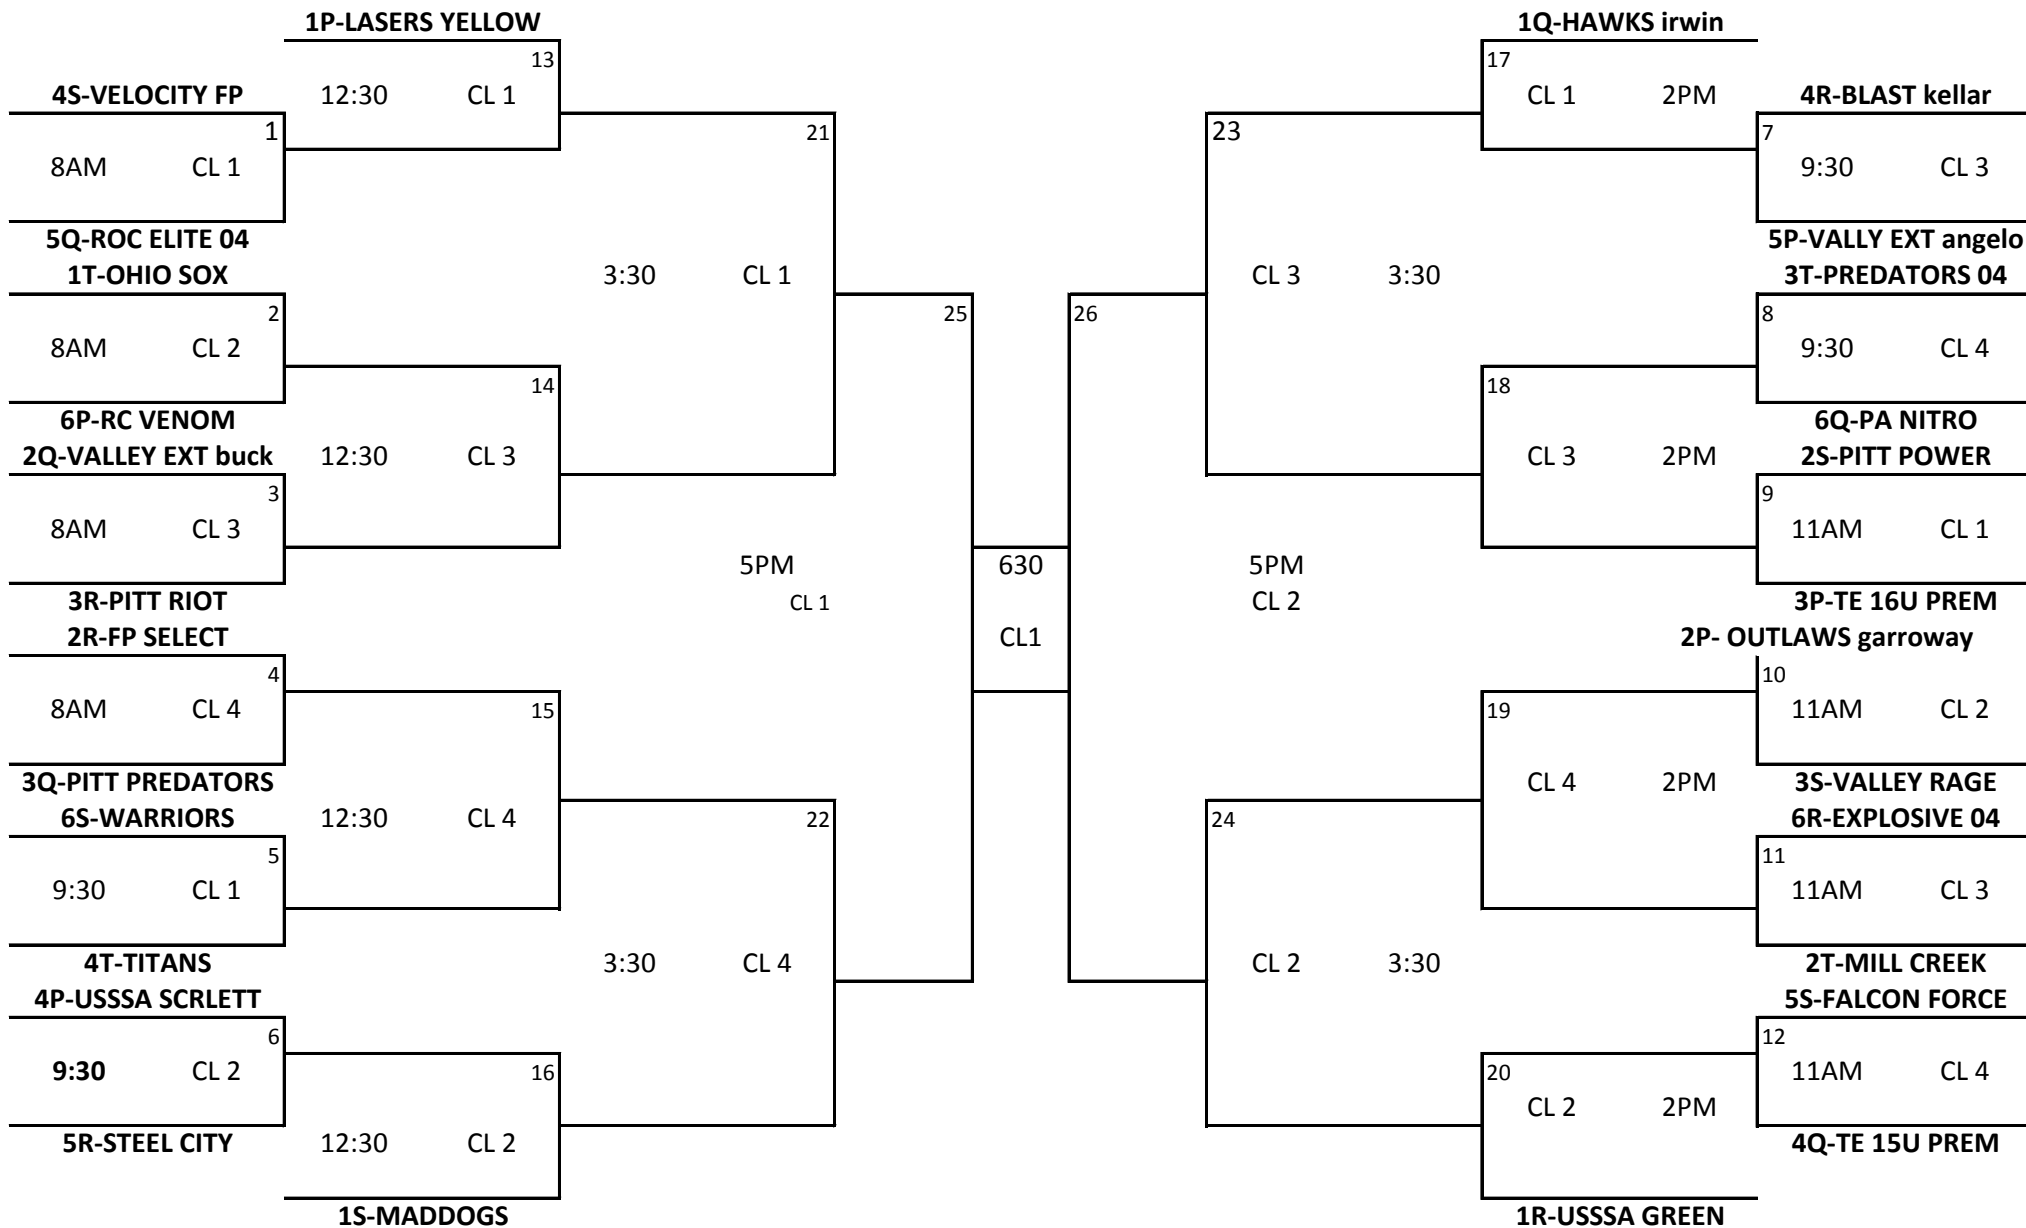 1P-LASERS YELLOW 1Q-HAWKS irwin
13 17
4S-VELOCITY FP 12:30 CL 1 CL 1 2PM 4R-BLAST kellar
1 21 23 7
8AM CL 1 9:30 CL 3
5Q-ROC ELITE 04 5P-VALLY EXT angelo
1T-OHIO SOX 3:30 CL 1 CL 3 3:30 3T-PREDATORS 04
2 25 26 8
8AM CL 2 9:30 CL 4
14 18
6P-RC VENOM 6Q-PA NITRO
2Q-VALLEY EXT buck 12:30 CL 3 CL 3 2PM 2S-PITT POWER
3 9
8AM CL 3 11AM CL 1
5PM 630 5PM
3R-PITT RIOT CL 1 CL 2 3P-TE 16U PREM
2R-FP SELECT CL1 2P- OUTLAWS garroway
4 10
8AM CL 4 15 19 11AM CL 2
3Q-PITT PREDATORS CL 4 2PM 3S-VALLEY RAGE
6S-WARRIORS 12:30 CL 4 22 24 6R-EXPLOSIVE 04
5 11
9:30 CL 1 11AM CL 3
4T-TITANS 3:30 CL 4 CL 2 3:30 2T-MILL CREEK
4P-USSSA SCRLETT 5S-FALCON FORCE
6 12
9:30 CL 2 16 20 11AM CL 4
CL 2 2PM
5R-STEEL CITY 12:30 CL 2 4Q-TE 15U PREM
1S-MADDOGS 1R-USSSA GREEN